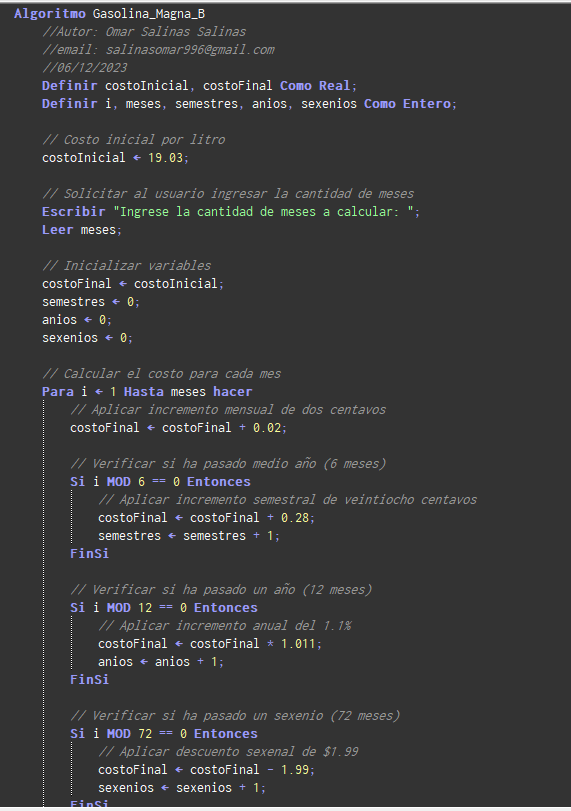 Algoritmo Gasolina_Magna_B
//Autor: Omar Salinas Salinas
//email: salinasomar996@gmail.com
//06/12/2023
Definir costoInicial, costoFinal Como Real;
Definir i, meses, semestres, anios, sexenios Como Entero;
// Costo inicial por litro
costoInicial ← 19.03;
// Solicitar al usuario ingresar la cantidad de meses
Escribir "Ingrese la cantidad de meses a calcular: ";
Leer meses;
// Inicializar variables
costoFinal ← costoInicial;
semestres ← 0;
anios ← 0;
sexenios ← 0;
// Calcular el costo para cada mes
Para i ← 1 Hasta meses hacer
// Aplicar incremento mensual de dos centavos
costoFinal ← costoFinal + 0.02;
// Verificar si ha pasado medio año (6 meses)
Si i MOD 6 == 0 Entonces
// Aplicar incremento semestral de veintiocho centavos
costoFinal ← costoFinal + 0.28;
semestres ← semestres + 1;
FinSi
// Verificar si ha pasado un año (12 meses)
Si i MOD 12 == 0 Entonces
// Aplicar incremento anual del 1.1%
costoFinal ← costoFinal * 1.011;
anios ← anios + 1;
FinSi
// Verificar si ha pasado un sexenio (72 meses)
Si i MOD 72 == 0 Entonces
// Aplicar descuento sexenal de $1.99
costoFinal ← costoFinal - 1.99;
sexenios ← sexenios + 1;
FinSi